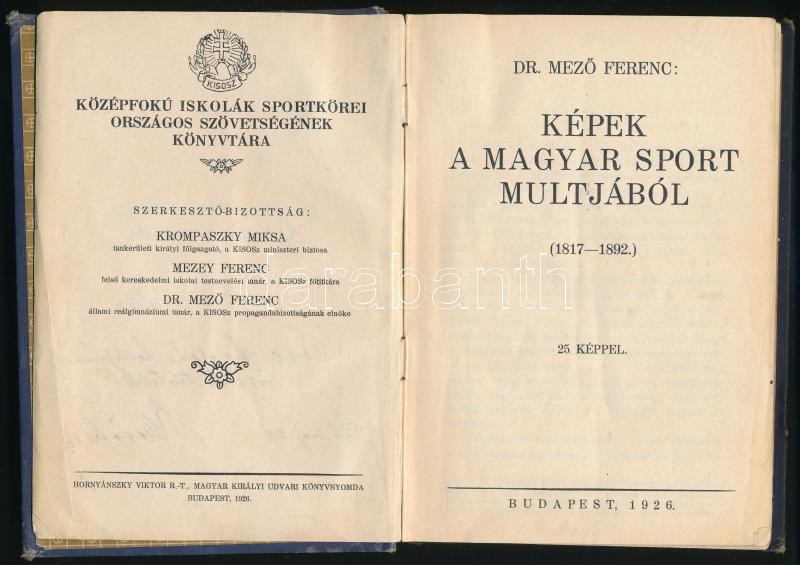 KISOSZ
KÖZÉPFOKÚ ISKOLÁK SPORTKÖREI
ORSZÁGOS SZÖVETSÉGÉNEK
KÖNYVTÁRA
SZERKESZTŐ-BIZOTTSÁG:
KROMPASZKY MIKSA
tankerületi királyi főigazgató, a KISOSz miniszteri biztosa
MEZEY FERENC
felső kereskedelmi iskolai testnevelési tanár, a KISOSz főtitkára
DR. MEZŐ FERENC
állami reálgimnáziumi tanár, a KISOSz propagandabizottságának elnöke
HORNYÁNSZKY VIKTOR R.-T., MAGYAR KIRÁLYI UDVARI KÖNYVNYOMDA
BUDAPEST, 1926.
DR. MEZŐ FERENC:
KÉPEK
A MAGYAR SPORT
MULTJÁBÓL
(1817—1892.)
25 KÉPPEL.
BUDAPEST, 1926.
darabanth